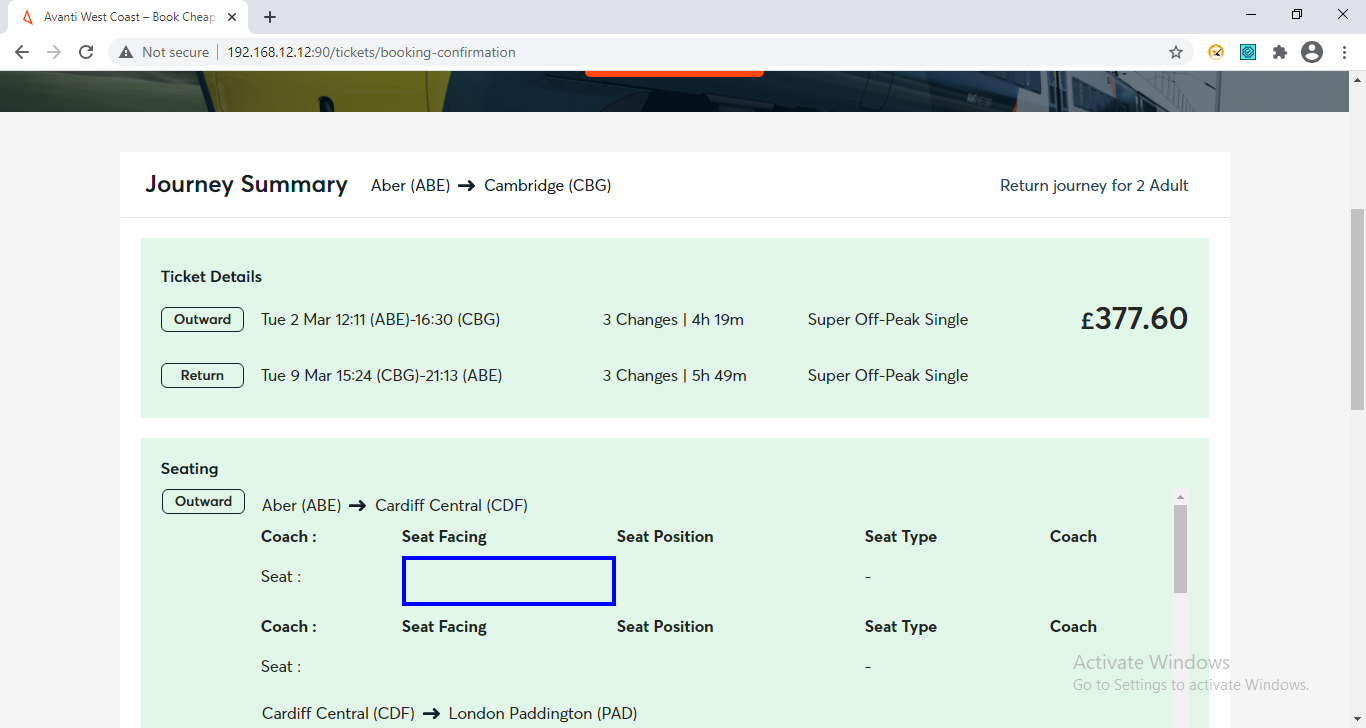 Avanti West Coast – Book Cheap
Not secure
192.168.12.12:90/tickets/booking-confirmation
Journey Summary Aber (ABE) → Cambridge (CBG) Return journey for 2 Adult
Ticket Details
Outward Tue 2 Mar 12:11 (ABE)-16:30 (CBG) 3 Changes | 4h 19m Super Off-Peak Single £377.60
Return Tue 9 Mar 15:24 (CBG)-21:13 (ABE) 3 Changes | 5h 49m Super Off-Peak Single
Seating
Outward Aber (ABE) → Cardiff Central (CDF)
Coach : Seat Facing Seat Position Seat Type Coach
Seat : -
Coach : Seat Facing Seat Position Seat Type Coach
Seat : -
Activate Windows
Go to Settings to activate Windows.
Cardiff Central (CDF) → London Paddington (PAD)